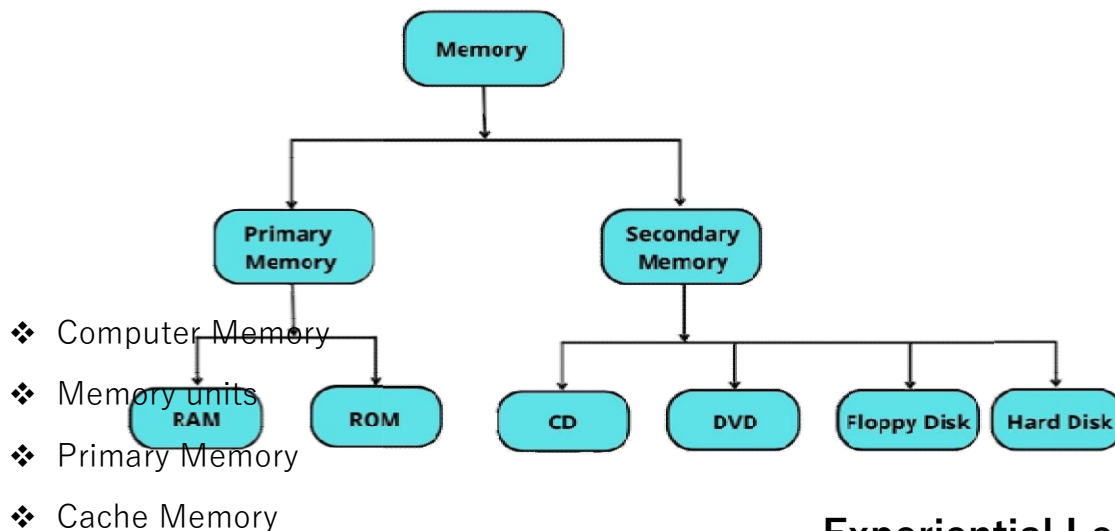 Memory
Primary
Memory
Secondary
Memory
❖ Computer Memory
❖ Memory units
RAM
ROM
CD
DVD
Floppy Disk
Hard Disk
❖ Primary Memory
❖ Cache Memory